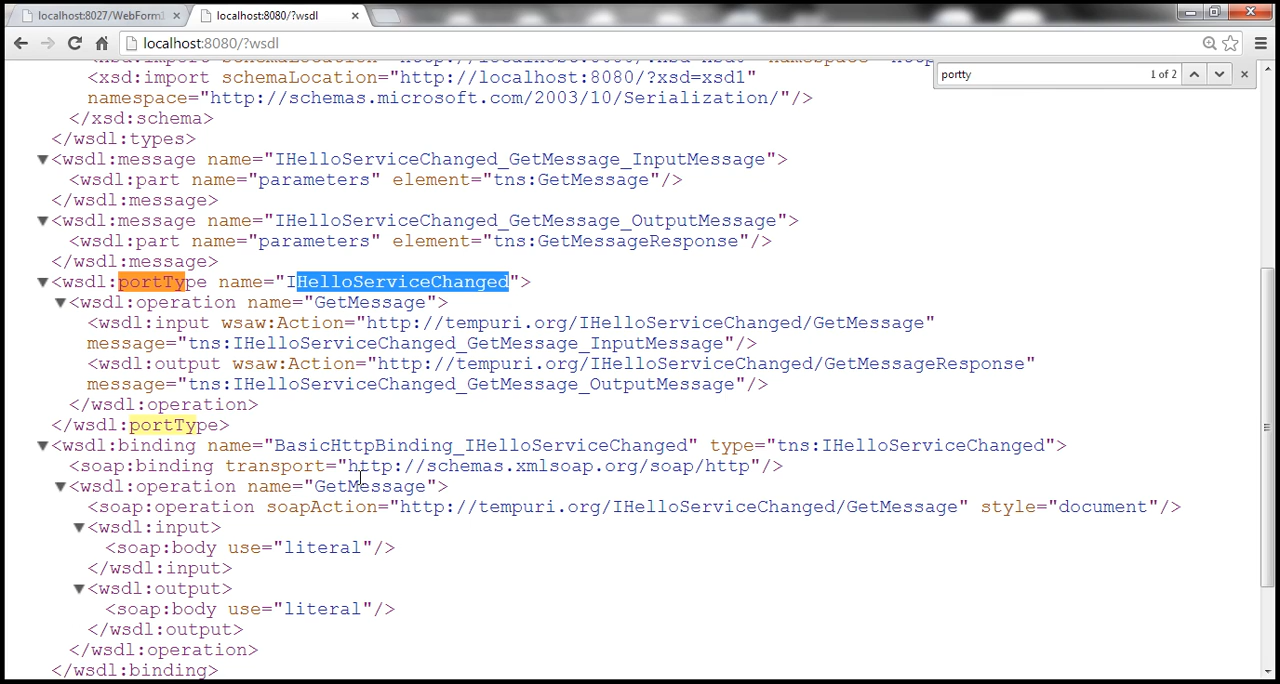 localhost:8027/WebForm1
localhost:8080/?wsdl
localhost:8080/?wsdl
portty 1 of 2
<xsd:import schemaLocation="http://localhost:8080/?xsd=xsd1"
namespace="http://schemas.microsoft.com/2003/10/Serialization/"/>
</xsd:schema>
</wsdl:types>
<wsdl:message name="IHelloServiceChanged_GetMessage_InputMessage">
<wsdl:part name="parameters" element="tns:GetMessage"/>
</wsdl:message>
<wsdl:message name="IHelloServiceChanged_GetMessage_OutputMessage">
<wsdl:part name="parameters" element="tns:GetMessageResponse"/>
</wsdl:message>
<wsdl:portType name="IHelloServiceChanged">
<wsdl:operation name="GetMessage">
<wsdl:input wsaw:Action="http://tempuri.org/IHelloServiceChanged/GetMessage"
message="tns:IHelloServiceChanged_GetMessage_InputMessage"/>
<wsdl:output wsaw:Action="http://tempuri.org/IHelloServiceChanged/GetMessageResponse"
message="tns:IHelloServiceChanged_GetMessage_OutputMessage"/>
</wsdl:operation>
</wsdl:portType>
<wsdl:binding name="BasicHttpBinding_IHelloServiceChanged" type="tns:IHelloServiceChanged">
<soap:binding transport="http://schemas.xmlsoap.org/soap/http"/>
<wsdl:operation name="GetMessage">
<soap:operation soapAction="http://tempuri.org/IHelloServiceChanged/GetMessage" style="document"/>
<wsdl:input>
<soap:body use="literal"/>
</wsdl:input>
<wsdl:output>
<soap:body use="literal"/>
</wsdl:output>
</wsdl:operation>
</wsdl:binding>